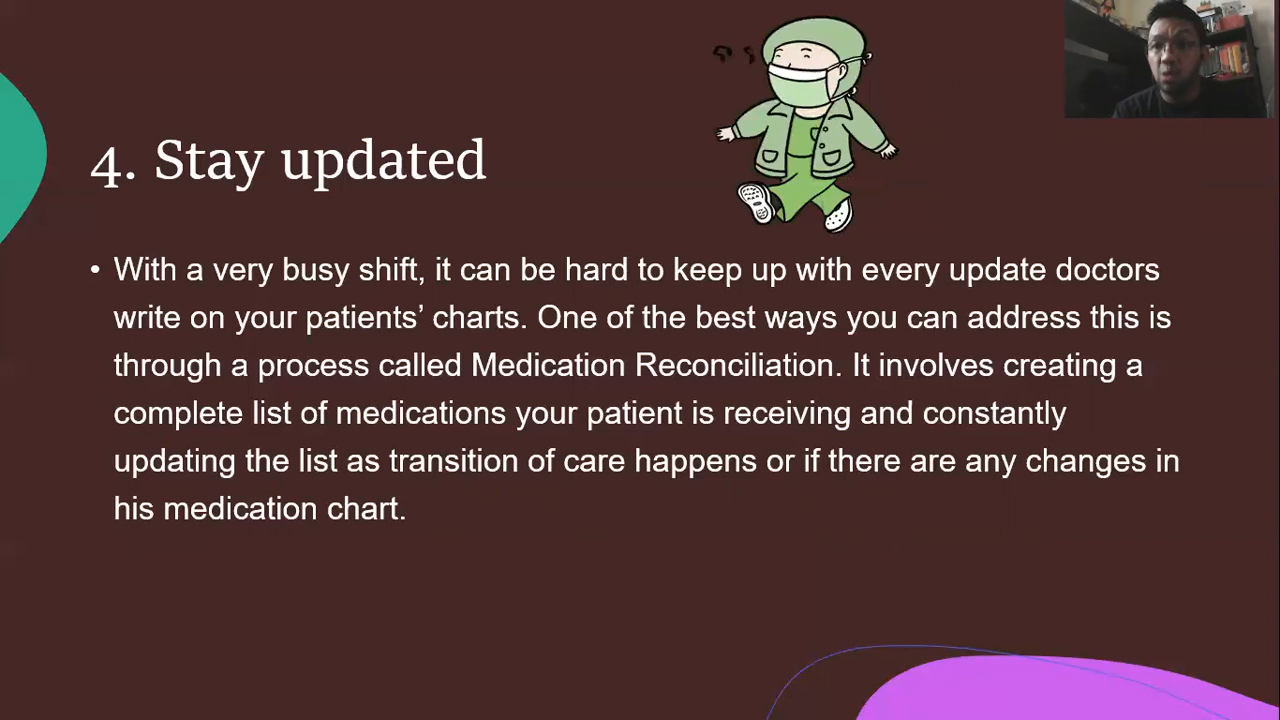 4. Stay updated
• With a very busy shift, it can be hard to keep up with every update doctors
write on your patients’ charts. One of the best ways you can address this is
through a process called Medication Reconciliation. It involves creating a
complete list of medications your patient is receiving and constantly
updating the list as transition of care happens or if there are any changes in
his medication chart.